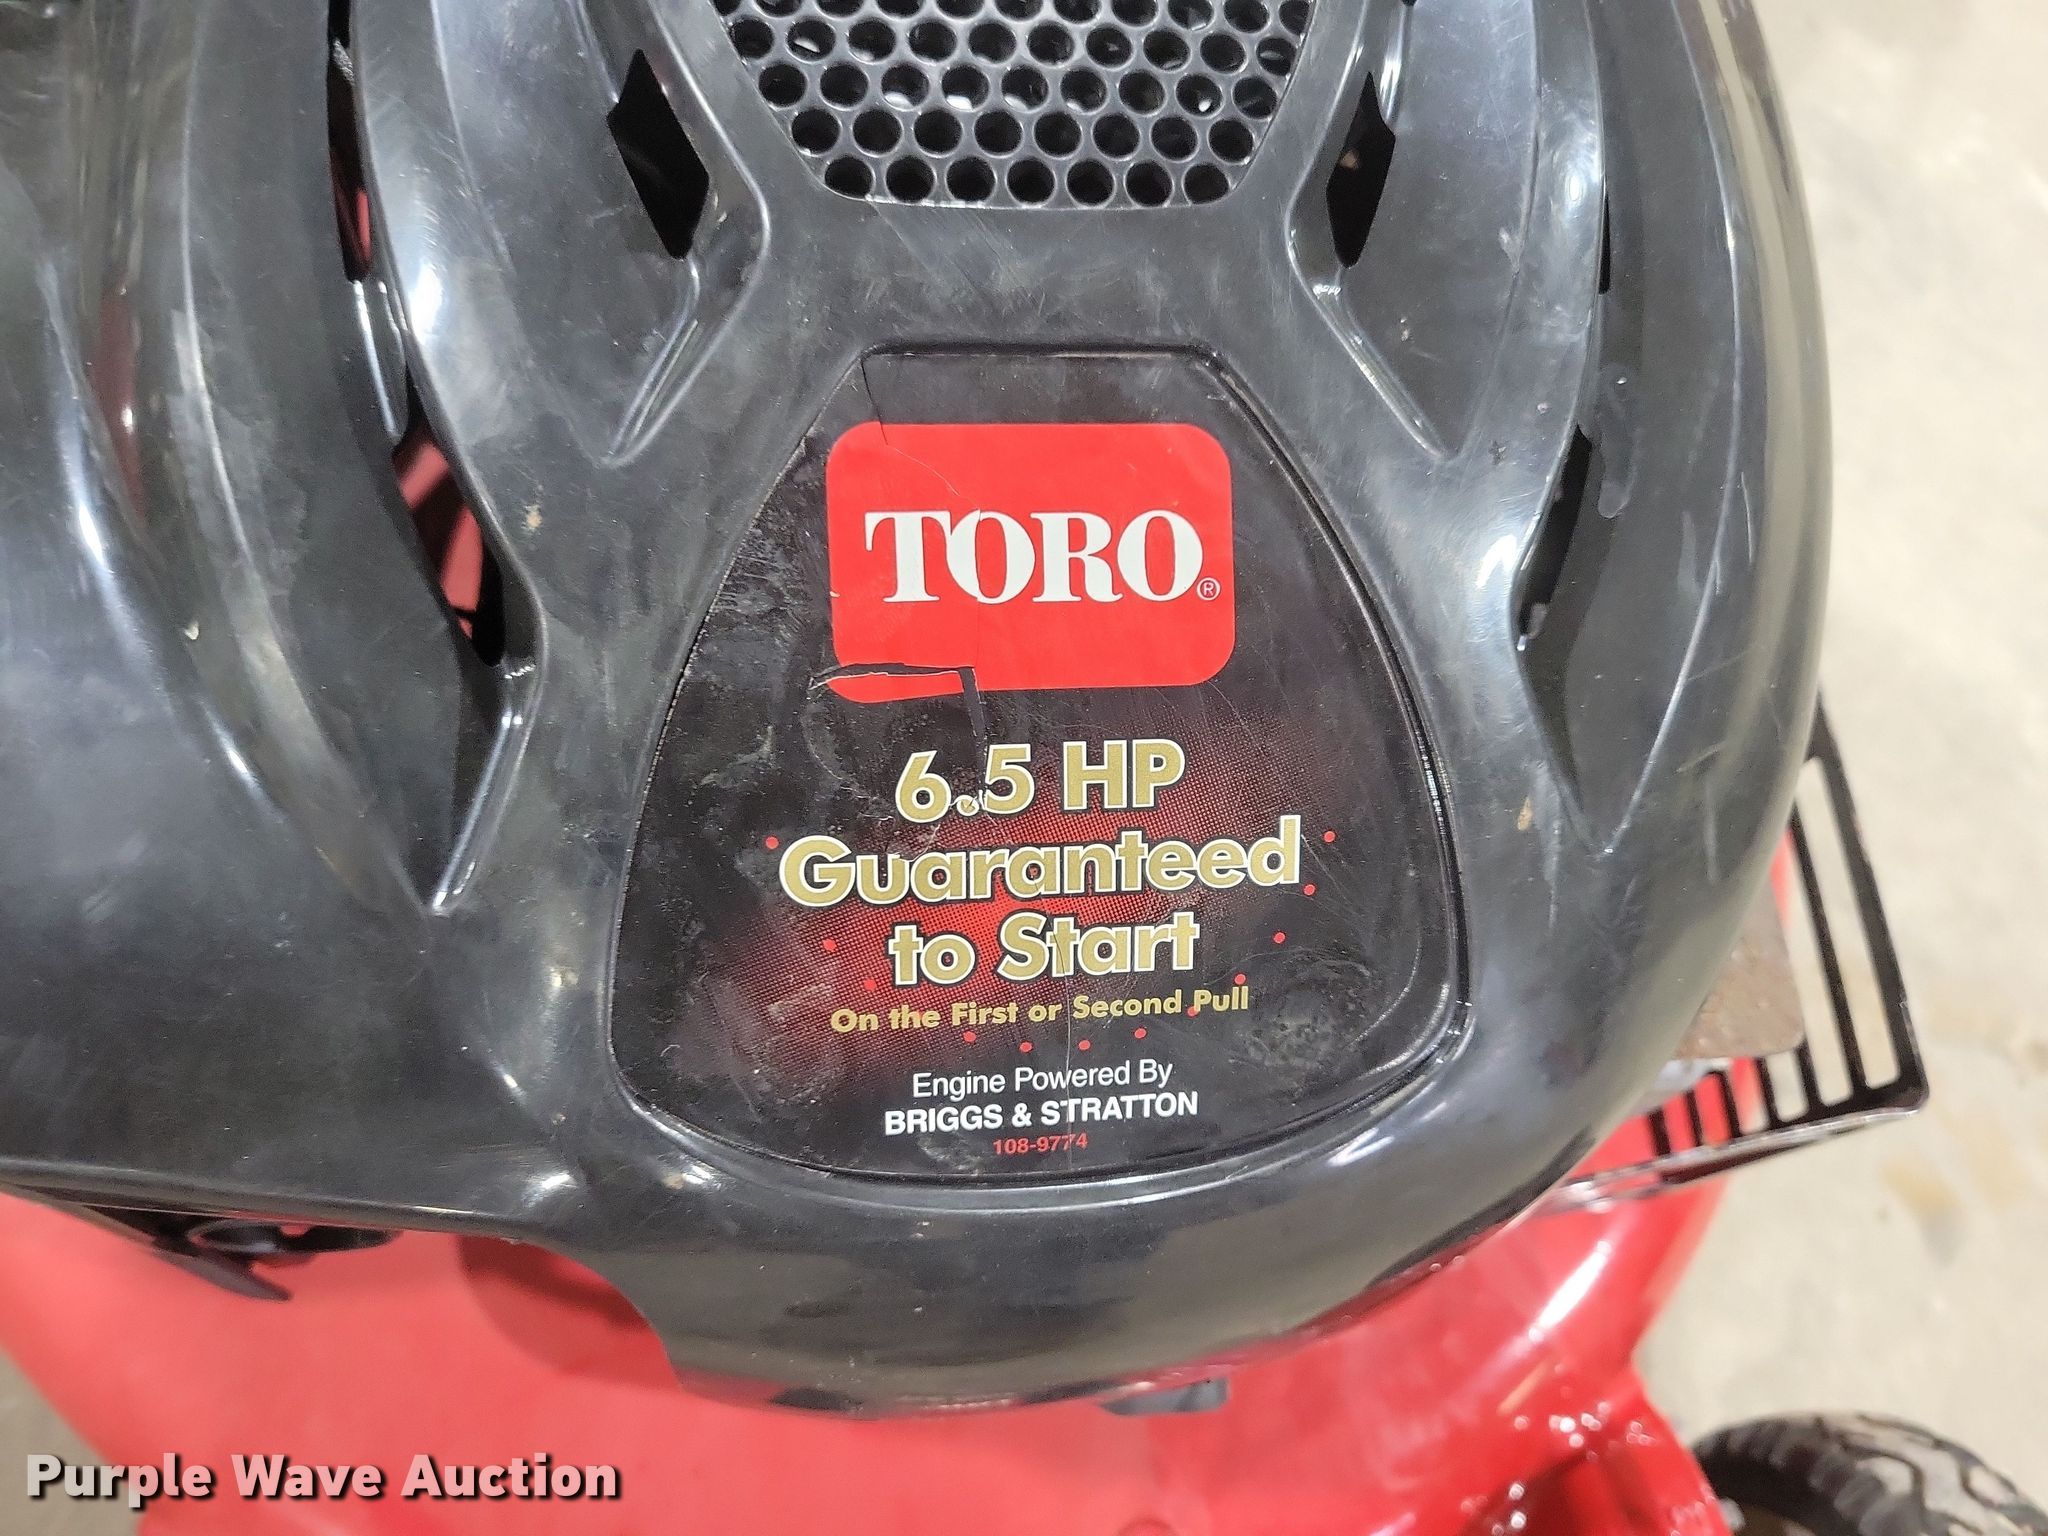 TORO®
6.5 HP
Guaranteed
to Start
On the First or Second Pull
Engine Powered By
BRIGGS & STRATTON
108-9774
Purple Wave Auction